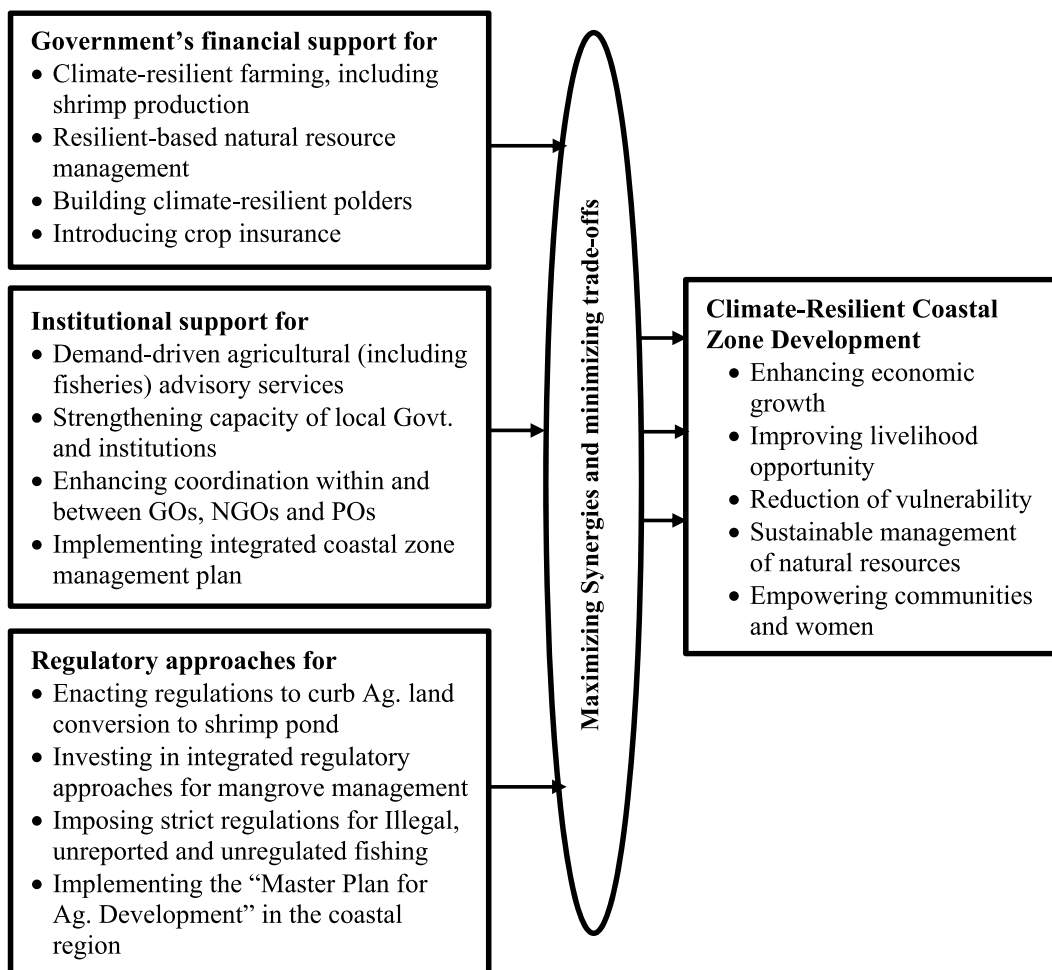 Government’s financial support for
• Climate-resilient farming, including
shrimp production
• Resilient-based natural resource
management
• Building climate-resilient polders
• Introducing crop insurance
Institutional support for
• Demand-driven agricultural (including
fisheries) advisory services
• Strengthening capacity of local Govt.
and institutions
• Enhancing coordination within and
between GOs, NGOs and POs
• Implementing integrated coastal zone
management plan
Regulatory approaches for
• Enacting regulations to curb Ag. land
conversion to shrimp pond
• Investing in integrated regulatory
approaches for mangrove management
• Imposing strict regulations for Illegal,
unreported and unregulated fishing
• Implementing the “Master Plan for
Ag. Development” in the coastal
region
Maximizing Synergies and minimizing trade-offs
Climate-Resilient Coastal
Zone Development
• Enhancing economic
growth
• Improving livelihood
opportunity
• Reduction of vulnerability
• Sustainable management
of natural resources
• Empowering communities
and women